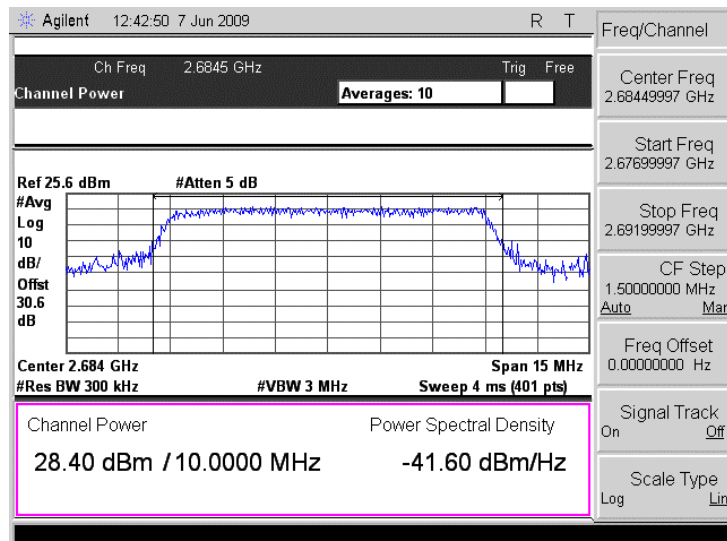 Agilent 12:42:50 7 Jun 2009 R T
Ch Freq 2.6845 GHz Trig Free
Channel Power Averages: 10
Ref 25.6 dBm #Atten 5 dB
#Avg
Log
10
dB/
Offst
30.6
dB
Center 2.684 GHz Span 15 MHz
#Res BW 300 kHz #VBW 3 MHz Sweep 4 ms (401 pts)
Channel Power Power Spectral Density
28.40 dBm / 10.0000 MHz -41.60 dBm/Hz
Freq/Channel
Center Freq
2.68449997 GHz
Start Freq
2.67699997 GHz
Stop Freq
2.69199997 GHz
CF Step
1.50000000 MHz
Auto Man
Freq Offset
0.00000000 Hz
Signal Track
On Off
Scale Type
Log Lin